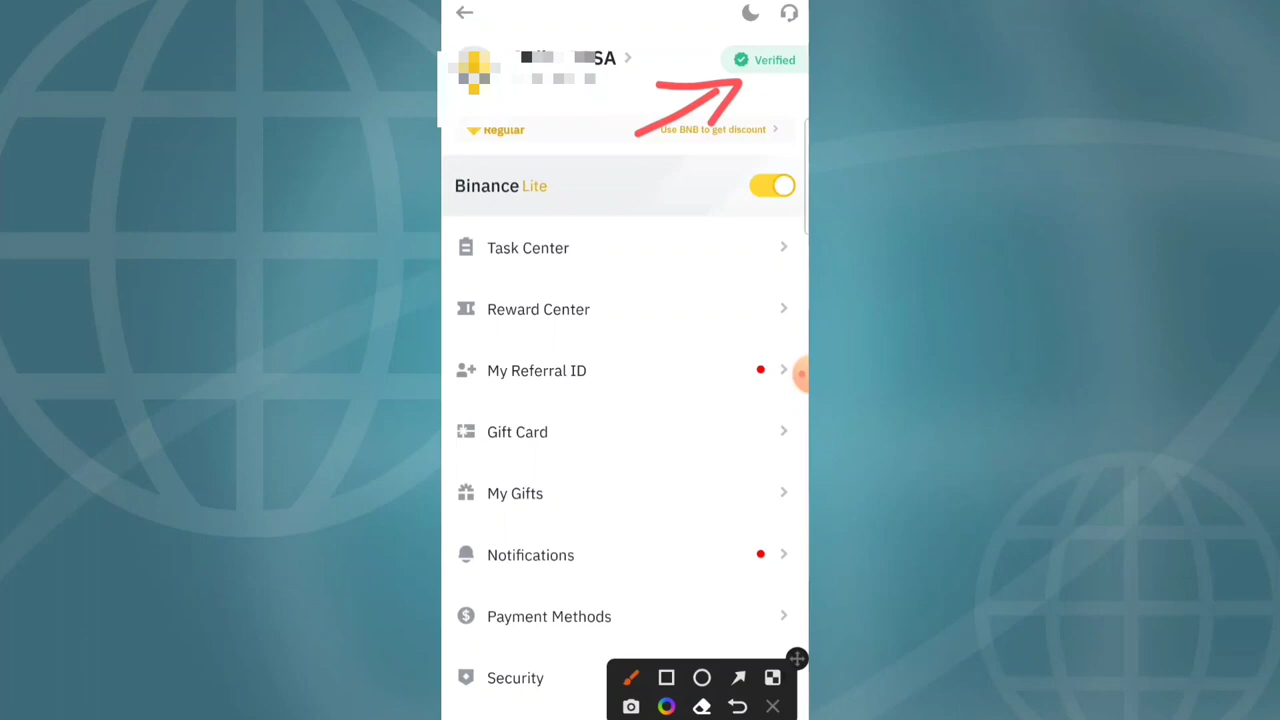 SA
Verified
Regular
Use BNB to get discount
Binance Lite
Task Center
Reward Center
My Referral ID
Gift Card
My Gifts
Notifications
Payment Methods
Security